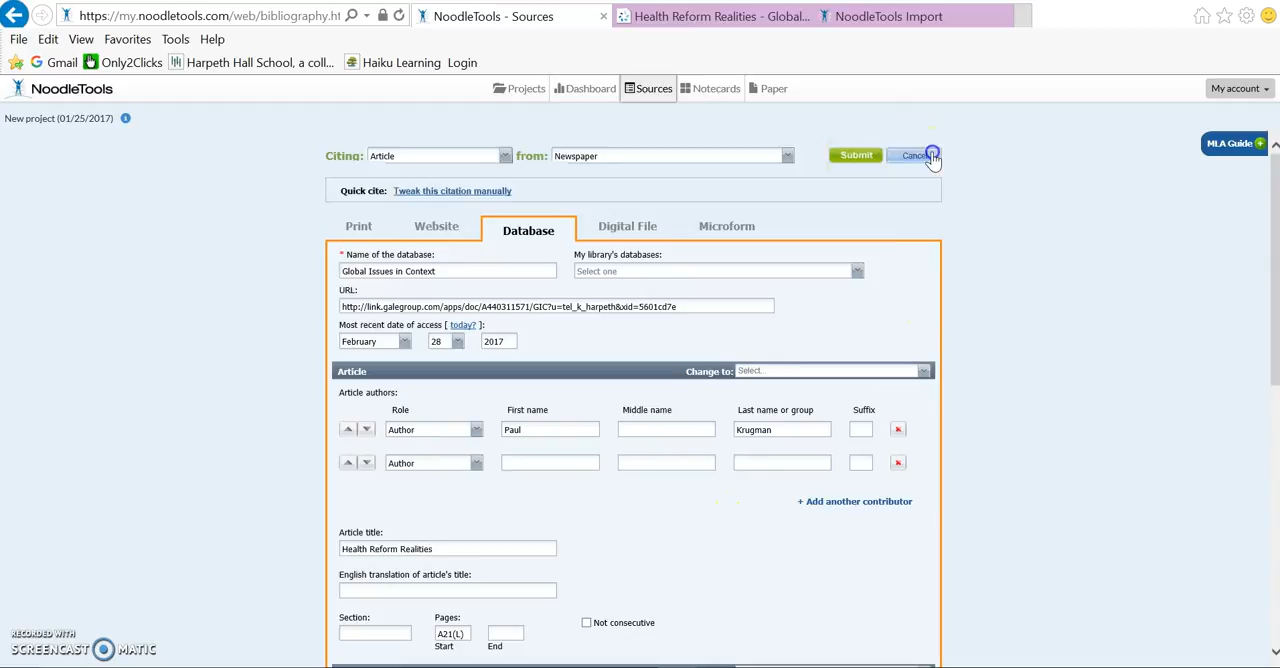 https://my.noodletools.com/web/bibliography.ht
NoodleTools - Sources
Health Reform Realities - Global...
NoodleTools Import
File Edit View Favorites Tools Help
Gmail Only2Clicks Harpeth Hall School, a coll... Haiku Learning Login
NoodleTools
Projects Dashboard Sources Notecards Paper
My account
New project (01/25/2017)
MLA Guide
Citing: Article from: Newspaper Submit Cancel
Quick cite: Tweak this citation manually
Print Website Database Digital File Microform
* Name of the database: My library's databases:
Global Issues in Context Select one
URL:
http://link.galegroup.com/apps/doc/A440311571/GIC?u=tel_k_harpeth&xid=5601cd7e
Most recent date of access [ today? ]:
February 28 2017
Article Change to: Select...
Article authors:
Role First name Middle name Last name or group Suffix
Author Paul Krugman
Author
+ Add another contributor
Article title:
Health Reform Realities
English translation of article's title:
Section: Pages:
A21(L) Not consecutive
Start End
RECORDED WITH
SCREENCAST MATIC